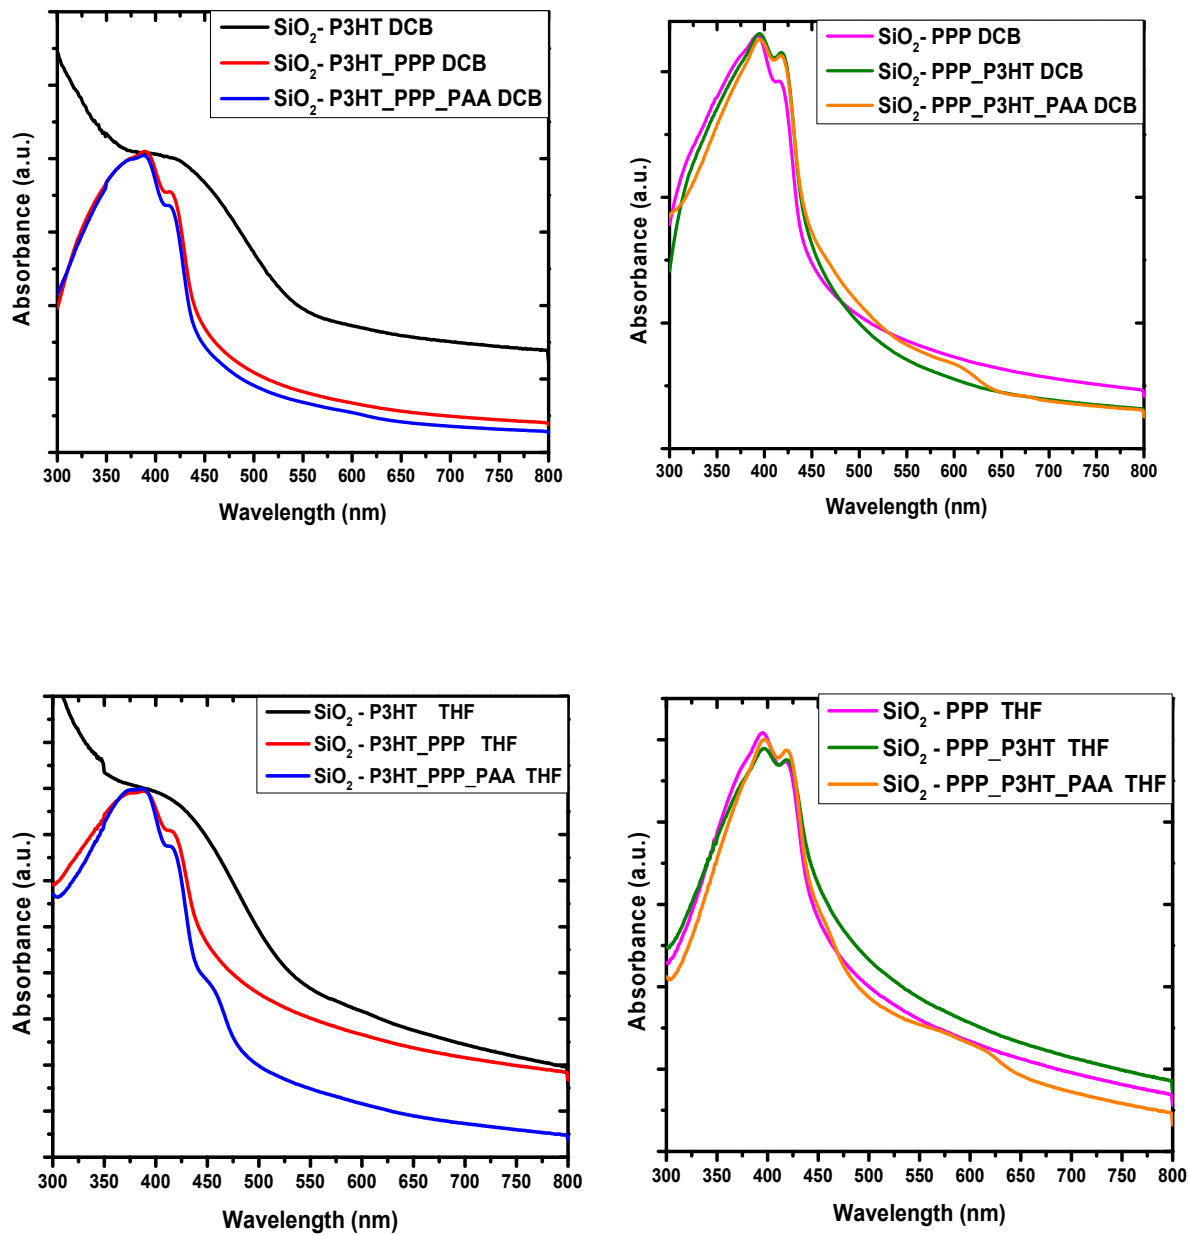 SiO2- P3HT DCB
SiO2- P3HT_PPP DCB
SiO2- P3HT_PPP_PAA DCB
Absorbance (a.u.)
300 350 400 450 500 550 600 650 700 750 800
Wavelength (nm)
SiO2- PPP DCB
SiO2- PPP_P3HT DCB
SiO2- PPP_P3HT_PAA DCB
Absorbance (a.u.)
300 350 400 450 500 550 600 650 700 750 800
Wavelength (nm)
SiO2 - P3HT THF
SiO2 - P3HT_PPP THF
SiO2 - P3HT_PPP_PAA THF
Absorbance (a.u.)
300 350 400 450 500 550 600 650 700 750 800
Wavelength (nm)
SiO2 - PPP THF
SiO2 - PPP_P3HT THF
SiO2 - PPP_P3HT_PAA THF
Absorbance (a.u.)
300 350 400 450 500 550 600 650 700 750 800
Wavelength (nm)